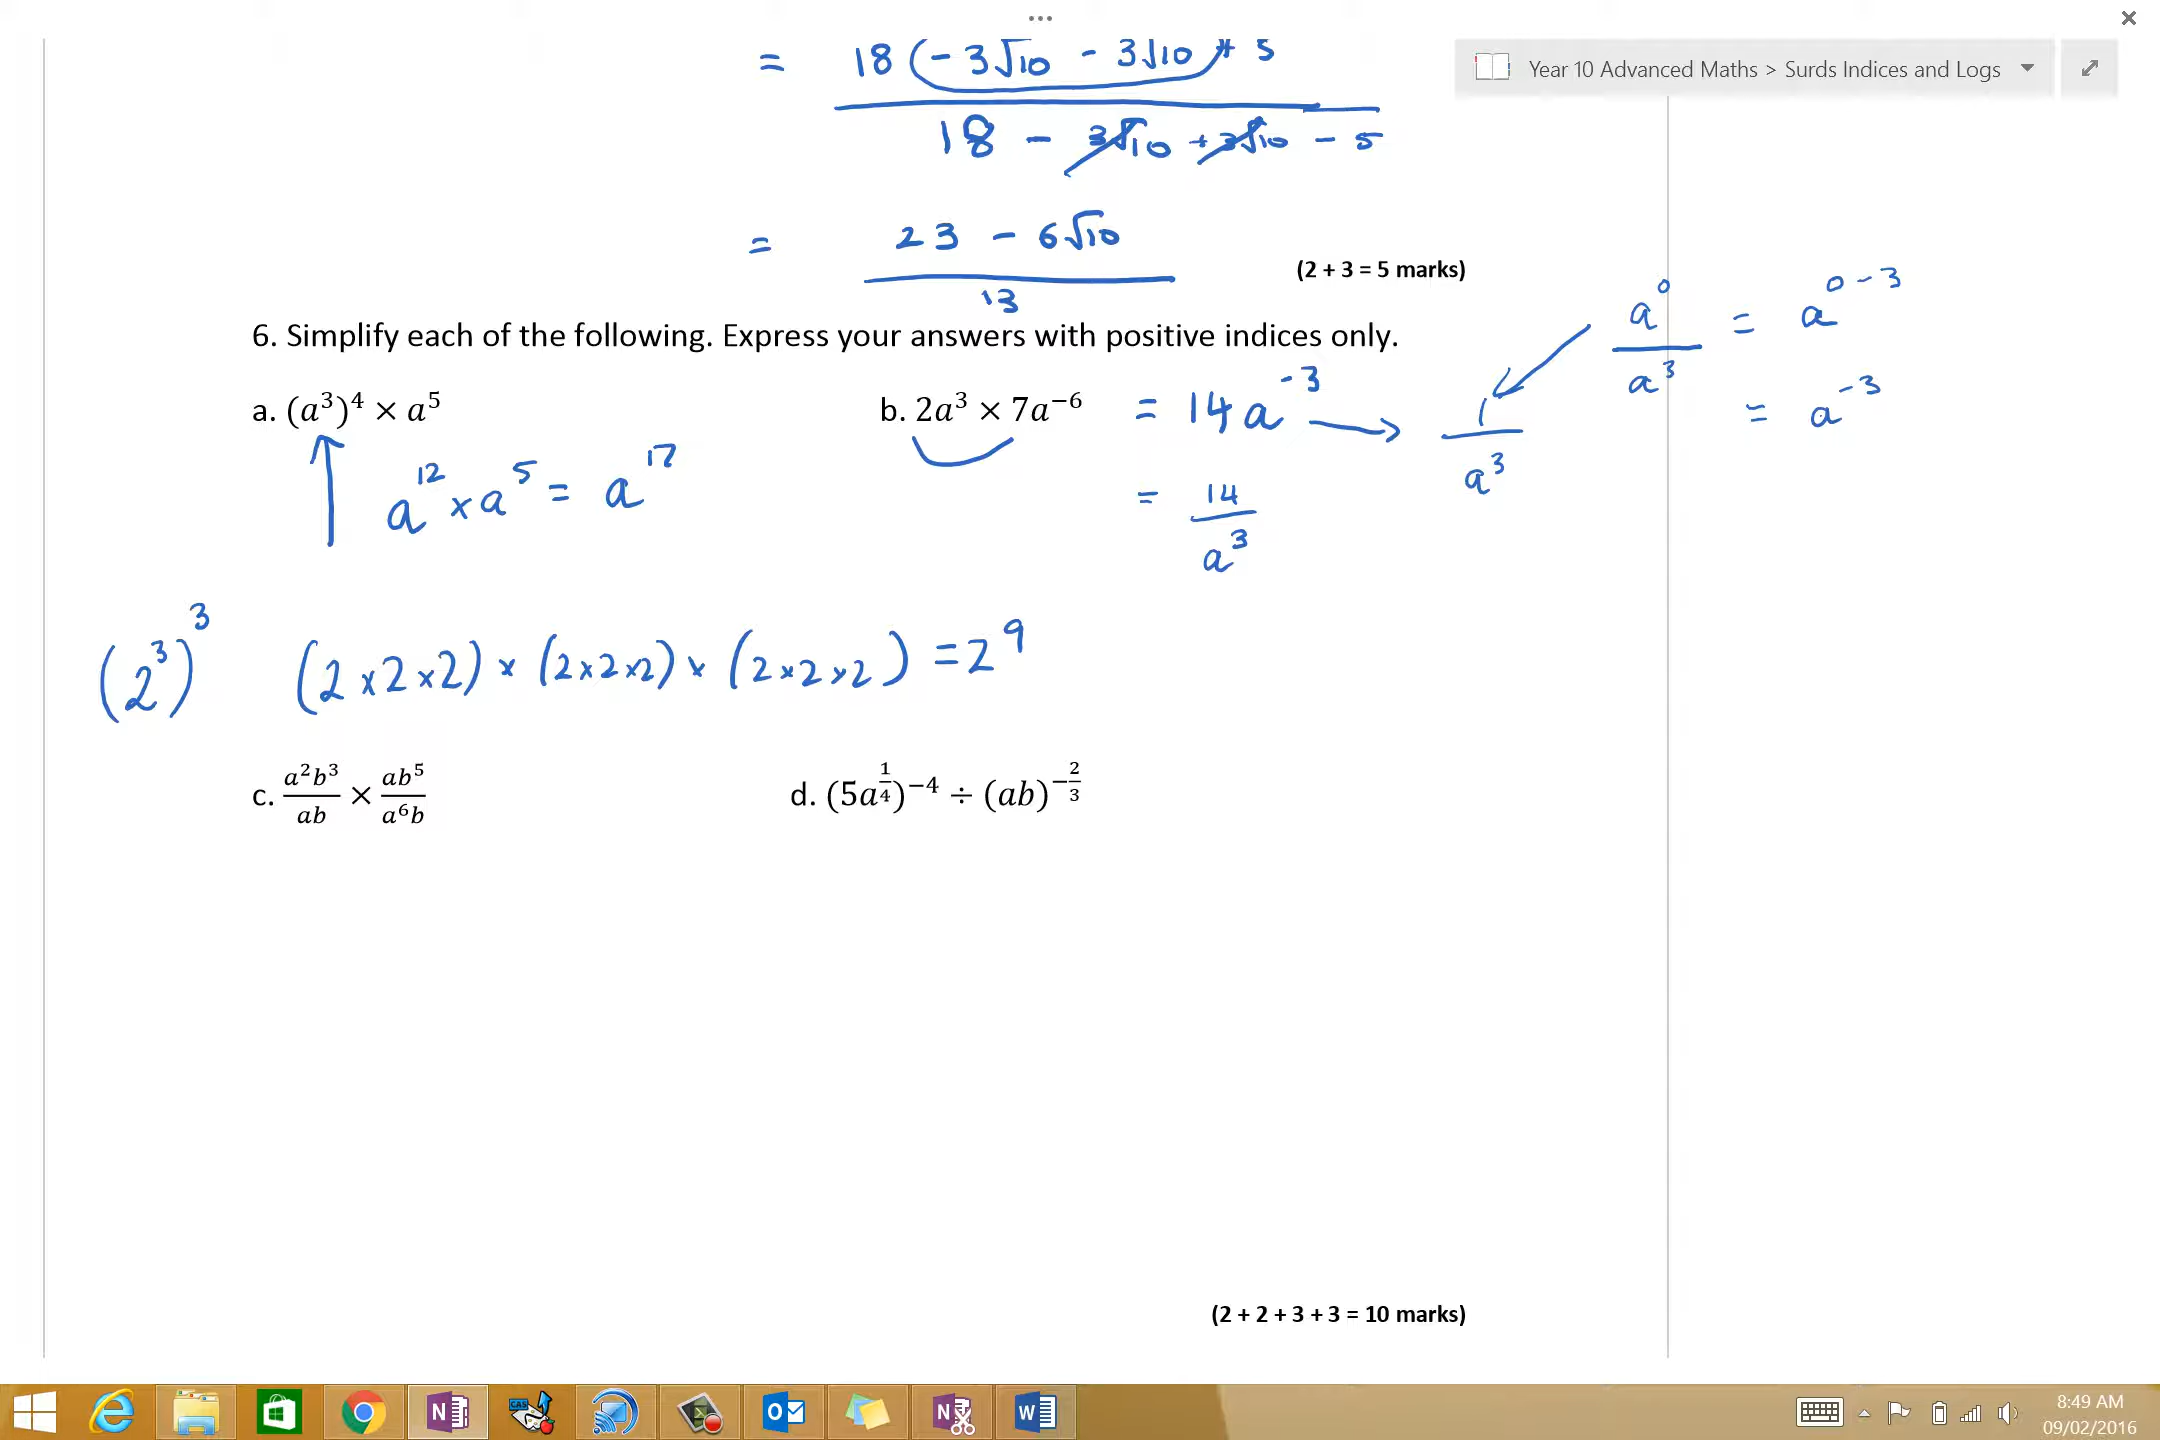 = 18 (-3√10 - 3√10) + 5
18 - 3√10 + 3√10 - 5
Year 10 Advanced Maths > Surds Indices and Logs
= 23 - 6√10
13
(2 + 3 = 5 marks)
a⁰/a³ = a⁰⁻³
= a⁻³
6. Simplify each of the following. Express your answers with positive indices only.
a. (a³)⁴ × a⁵
b. 2a³ × 7a⁻⁶ = 14a⁻³ → 1/a³
a¹² × a⁵ = a¹⁷
= 14/a³
(2³)³ (2×2×2) × (2×2×2) × (2×2×2) = 2⁹
c. a²b³/ab × ab⁵/a⁶b
d. (5a^(1/4))⁻⁴ ÷ (ab)^(-2/3)
(2 + 2 + 3 + 3 = 10 marks)
8:49 AM
09/02/2016